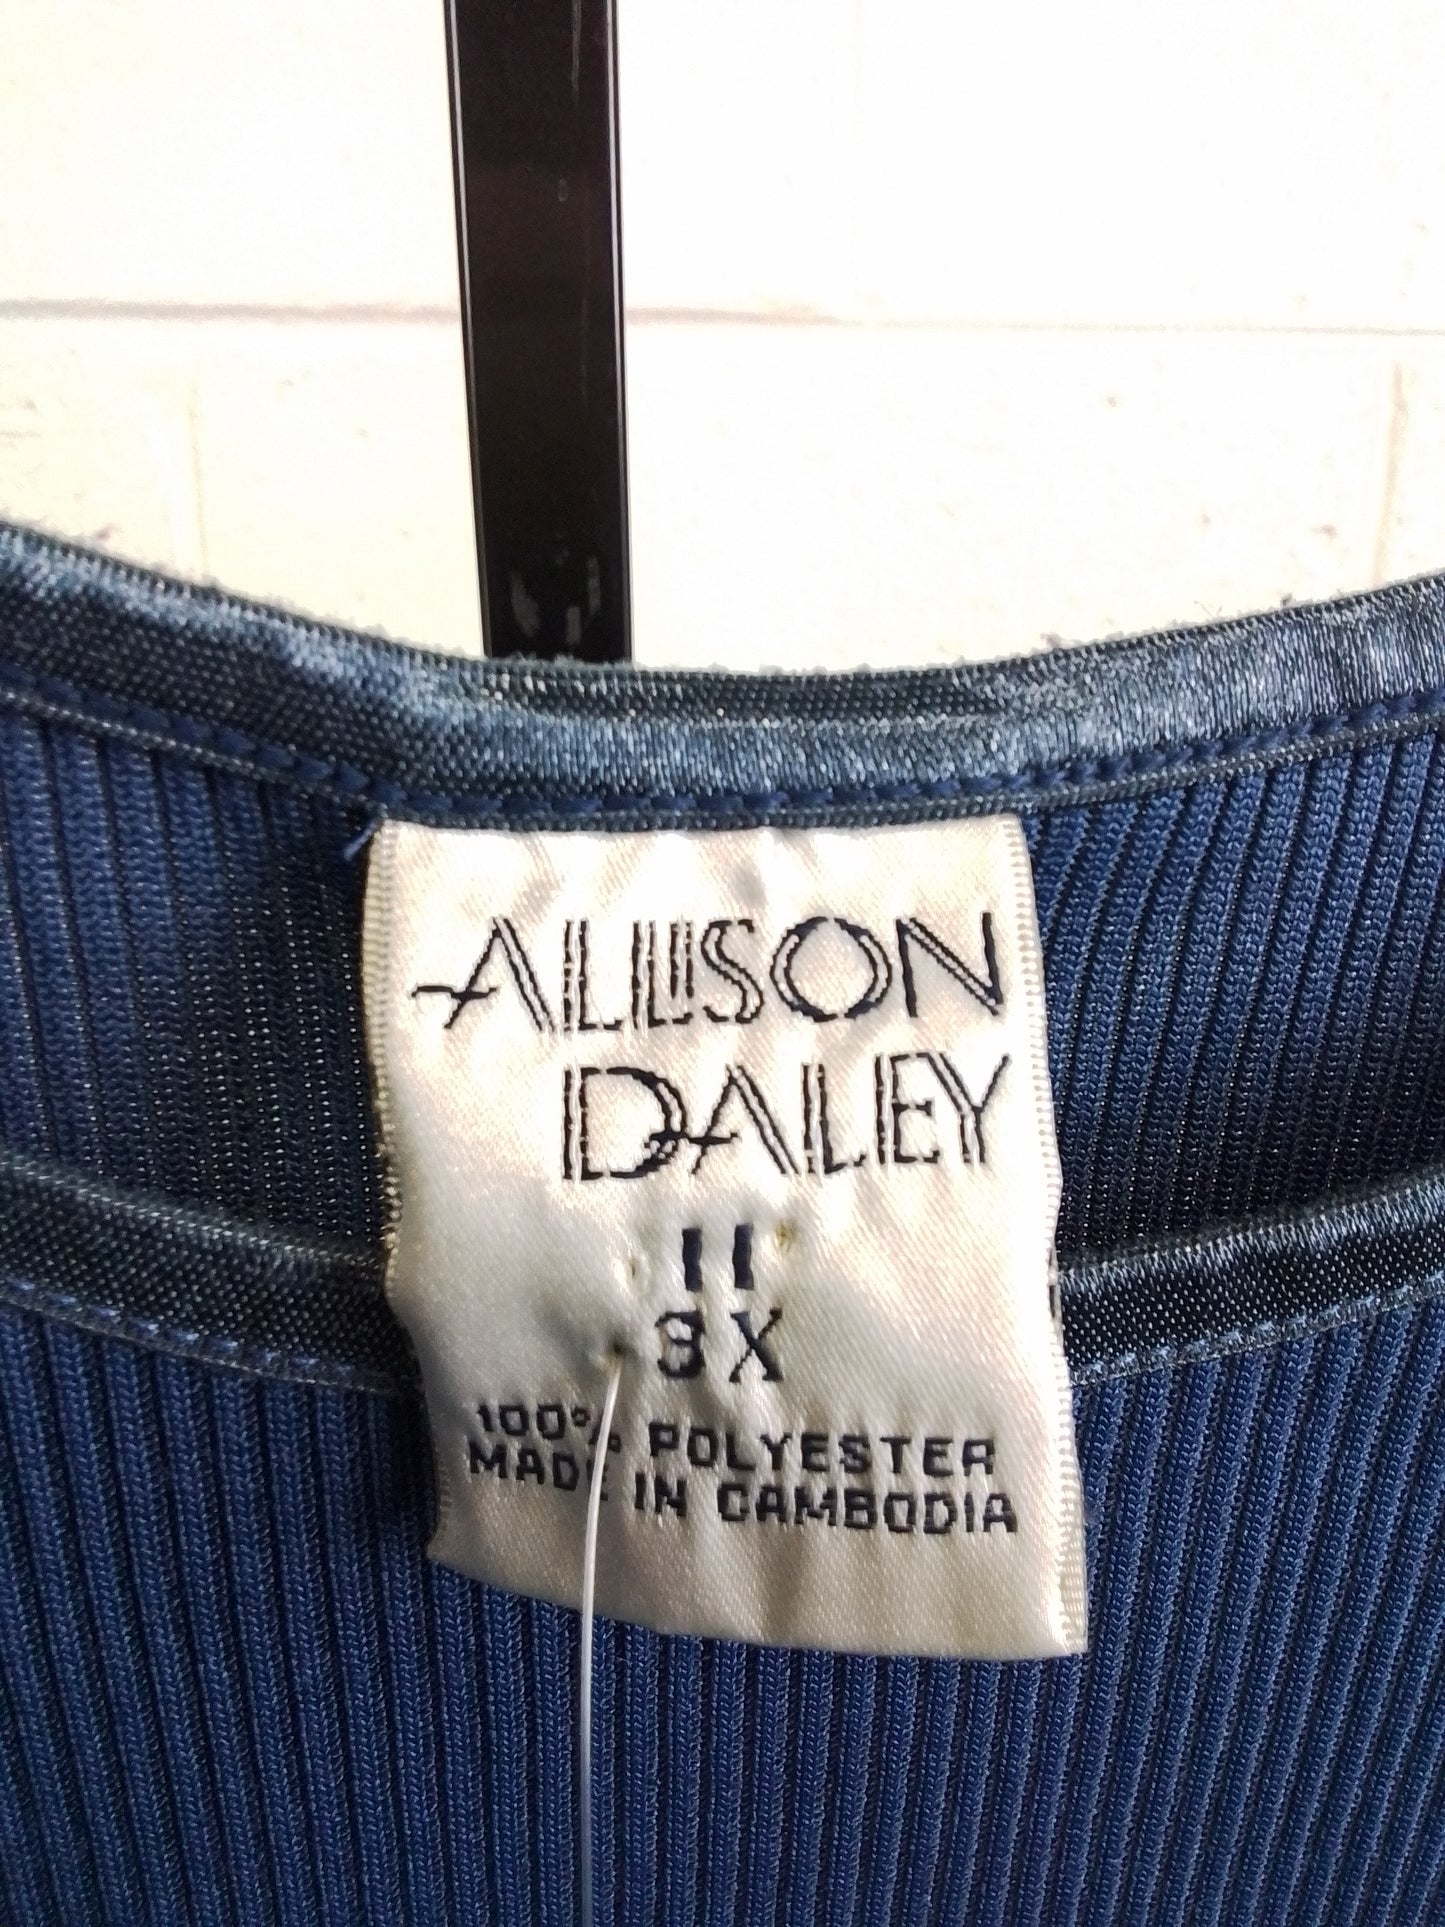 ALLISON
DALEY
II
3X
100% POLYESTER
MADE IN CAMBODIA